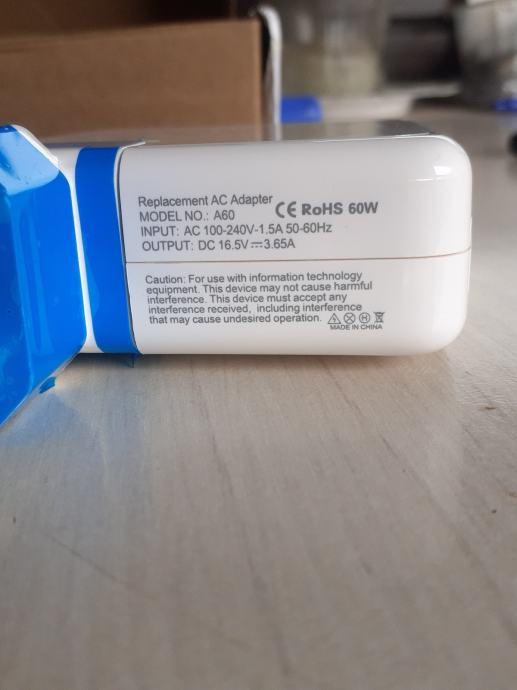 Replacement AC Adapter CE RoHS 60W
MODEL NO.: A60
INPUT: AC 100-240V-1.5A 50-60Hz
OUTPUT: DC 16.5V⎓3.65A
Caution: For use with information technology
equipment. This device may not cause harmful
interference. This device must accept any
interference received, including interference
that may cause undesired operation.
MADE IN CHINA